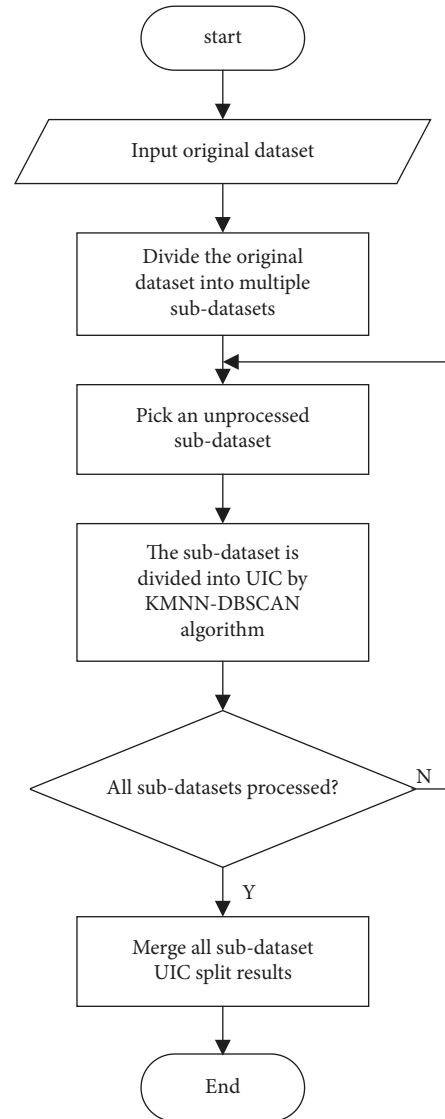 start
Input original dataset
Divide the original
dataset into multiple
sub-datasets
Pick an unprocessed
sub-dataset
The sub-dataset is
divided into UIC by
KMNN-DBSCAN
algorithm
All sub-datasets processed?
N
Y
Merge all sub-dataset
UIC split results
End